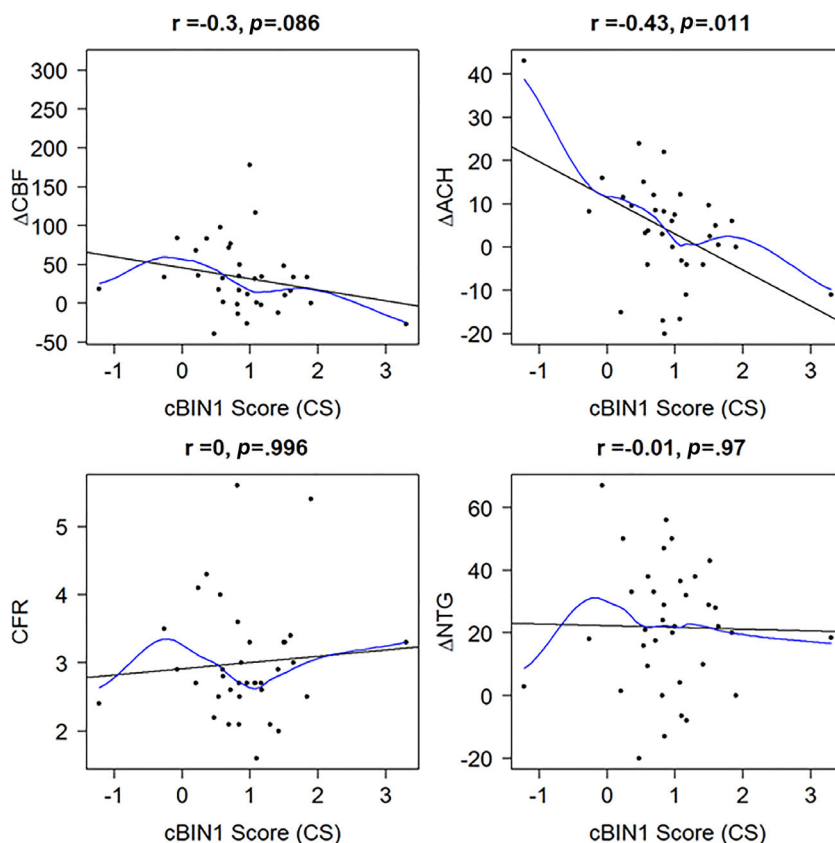 r =-0.3, p=.086
300
250
200
150
100
50
0
-50
ΔCBF
-1 0 1 2 3
cBIN1 Score (CS)
r =-0.43, p=.011
40
30
20
10
0
-10
-20
ΔACH
-1 0 1 2 3
cBIN1 Score (CS)
r =0, p=.996
5
4
3
2
CFR
-1 0 1 2 3
cBIN1 Score (CS)
r =-0.01, p=.97
60
40
20
0
-20
ΔNTG
-1 0 1 2 3
cBIN1 Score (CS)